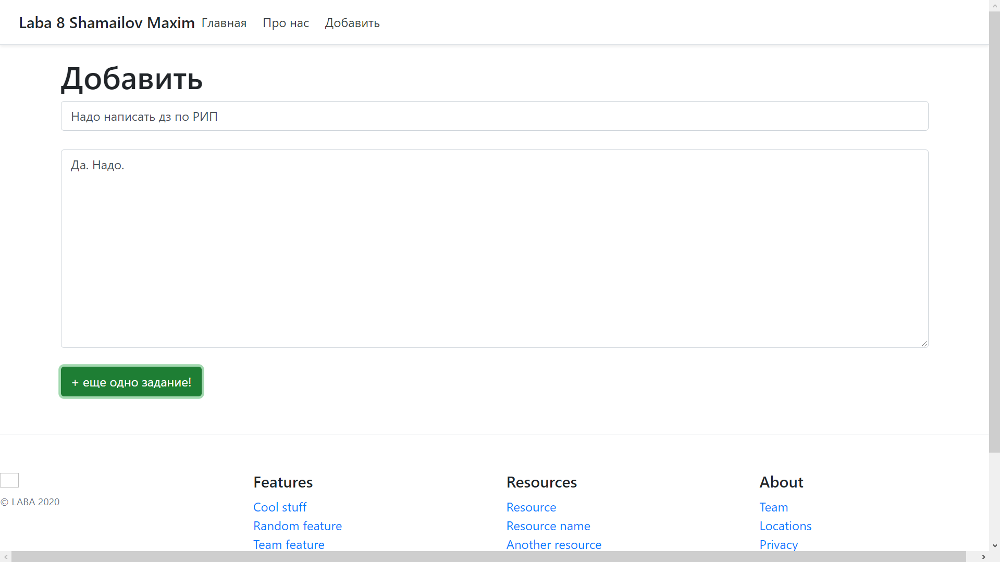 Laba 8 Shamailov Maxim Главная Про нас Добавить
Добавить
Надо написать дз по РИП
Да. Надо.
+ еще одно задание!
© LABA 2020
Features
Cool stuff
Random feature
Team feature
Resources
Resource
Resource name
Another resource
About
Team
Locations
Privacy